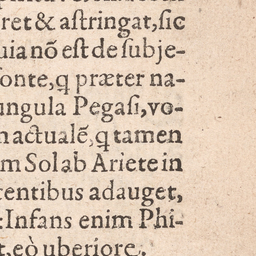 ret & astringat, sic
uia nõ est de subje-
fonte, q præter na-
ungula Pegasi, vo-
actualẽ, q tamen
m Sol ab Ariete in
centibus adauget,
: Infans enim Phi-
t, eò uberiore,